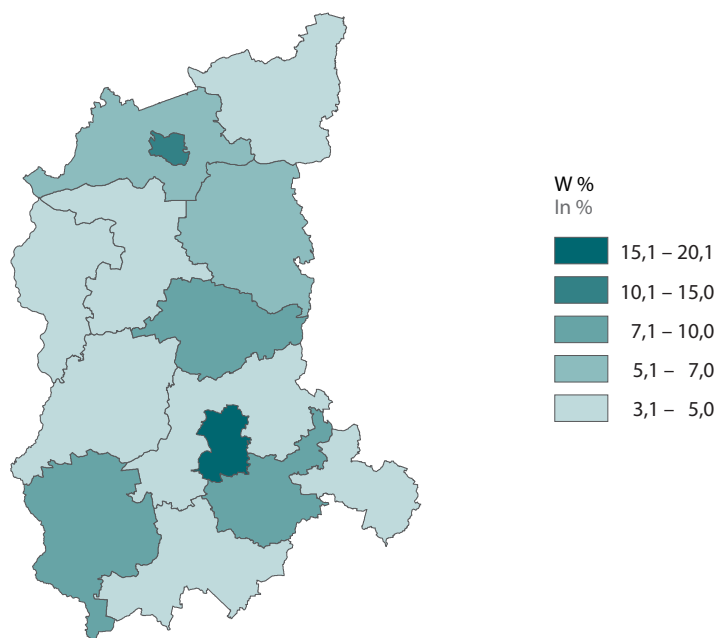 W %
In %
15,1 – 20,1
10,1 – 15,0
7,1 – 10,0
5,1 – 7,0
3,1 – 5,0